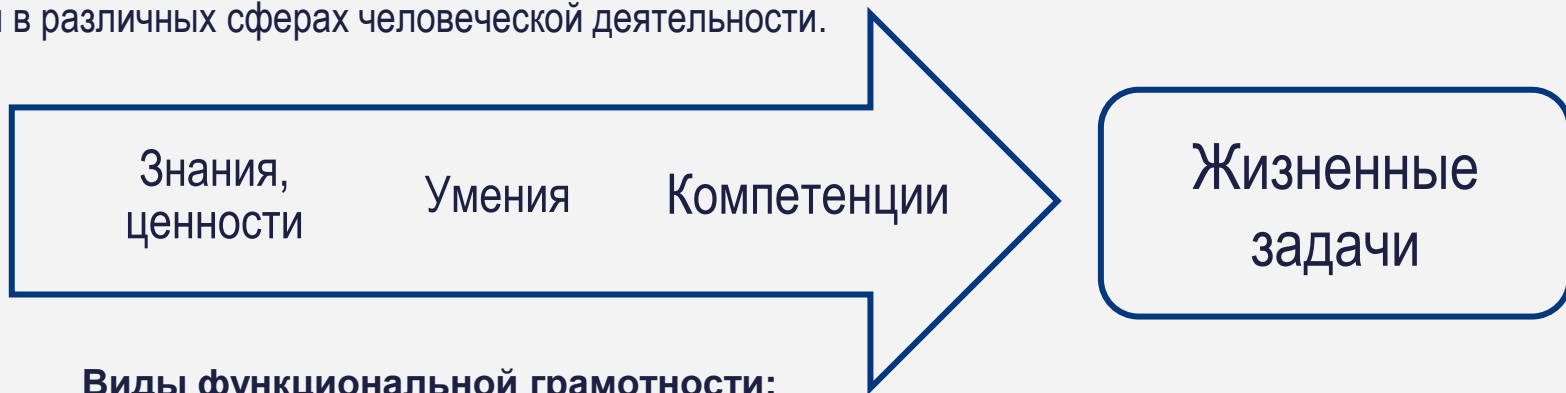 в различных сферах человеческой деятельности.
Знания,
ценности
Умения
Компетенции
Жизненные
задачи
Виды функциональной грамотности: